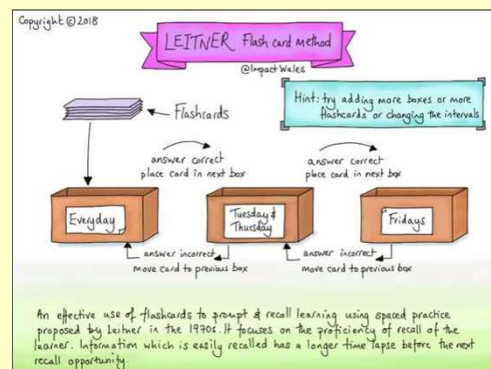 Copyright © 2018
LEITNER Flash card method
@ImpactWales
Hint: try adding more boxes or more
flashcards or changing the intervals
Flashcards
answer correct
place card in next box
answer correct
place card in next box
Everyday
Tuesday &
Thursday
Fridays
answer incorrect
move card to previous box
answer incorrect
move card to previous box
An effective use of flashcards to prompt & recall learning using spaced practice
proposed by Leitner in the 1970s. It focuses on the proficiency of recall of the
learner. Information which is easily recalled has a longer time lapse before the next
recall opportunity.